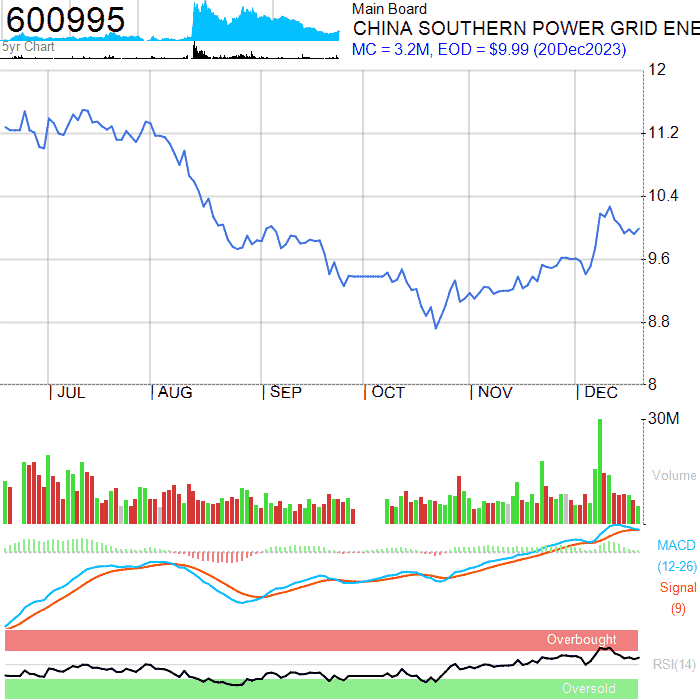 600995
5yr Chart
Main Board
CHINA SOUTHERN POWER GRID ENE
MC = 3.2M, EOD = $9.99 (20Dec2023)
12
11.2
10.4
9.6
8.8
8
JUL AUG SEP OCT NOV DEC
30M
Volume
MACD
(12-26)
Signal
(9)
Overbought
RSI(14)
Oversold